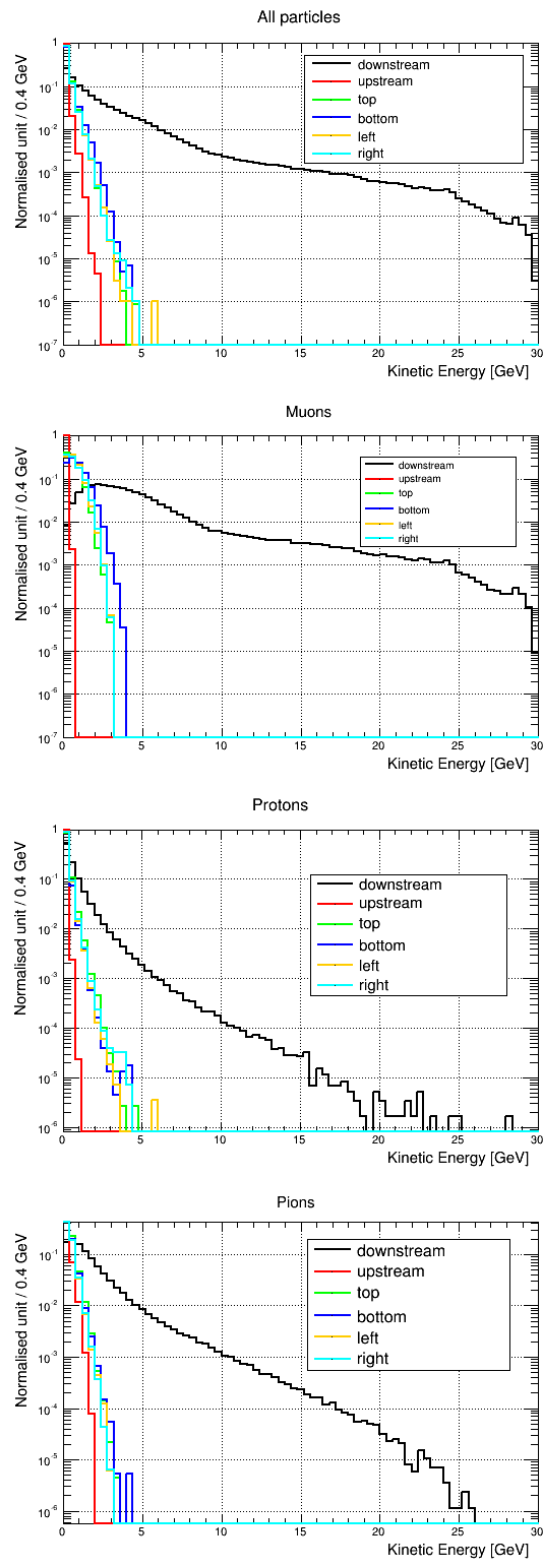 All particles
Normalised unit / 0.4 GeV
1
10-1
10-2
10-3
10-4
10-5
10-6
10-7
downstream
upstream
top
bottom
left
right
0 5 10 15 20 25 30
Kinetic Energy [GeV]
Muons
Normalised unit / 0.4 GeV
1
10-1
10-2
10-3
10-4
10-5
10-6
10-7
downstream
upstream
top
bottom
left
right
0 5 10 15 20 25 30
Kinetic Energy [GeV]
Protons
Normalised unit / 0.4 GeV
1
10-1
10-2
10-3
10-4
10-5
10-6
downstream
upstream
top
bottom
left
right
0 5 10 15 20 25 30
Kinetic Energy [GeV]
Pions
Normalised unit / 0.4 GeV
10-1
10-2
10-3
10-4
10-5
10-6
downstream
upstream
top
bottom
left
right
0 5 10 15 20 25 30
Kinetic Energy [GeV]